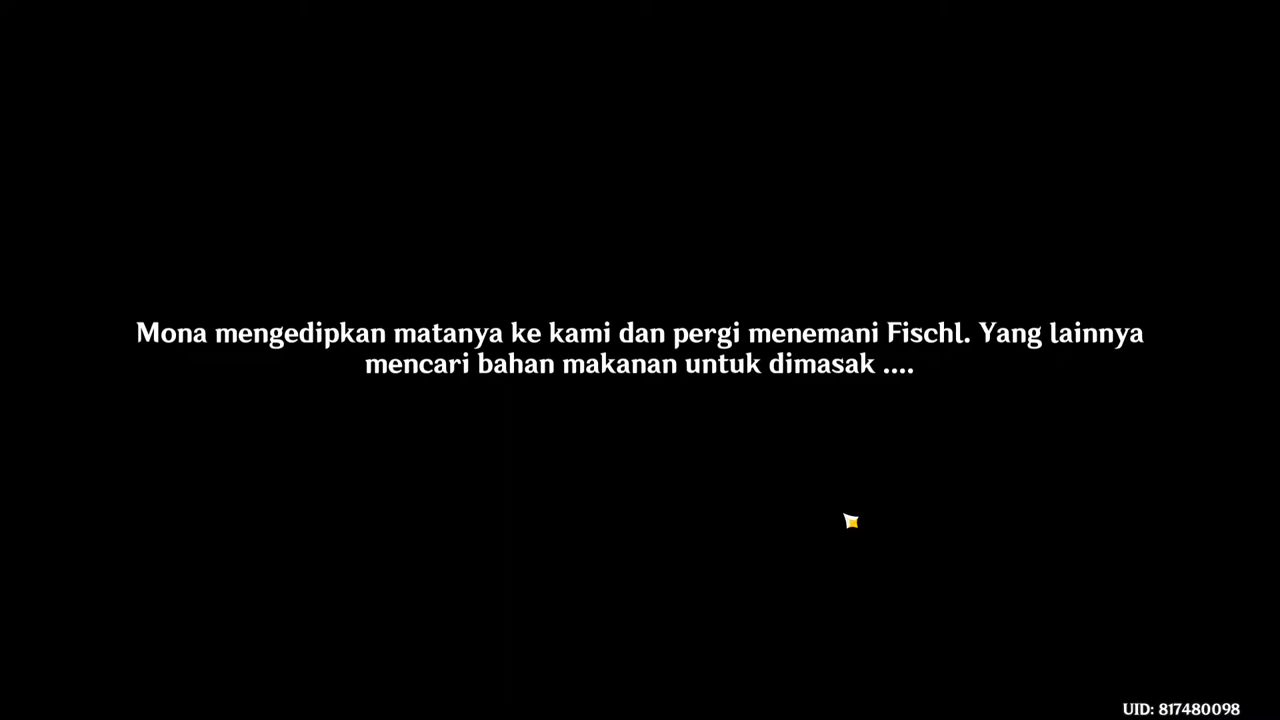 Mona mengedipkan matanya ke kami dan pergi menemani Fischl. Yang lainnya
mencari bahan makanan untuk dimasak ....
UID: 817480098